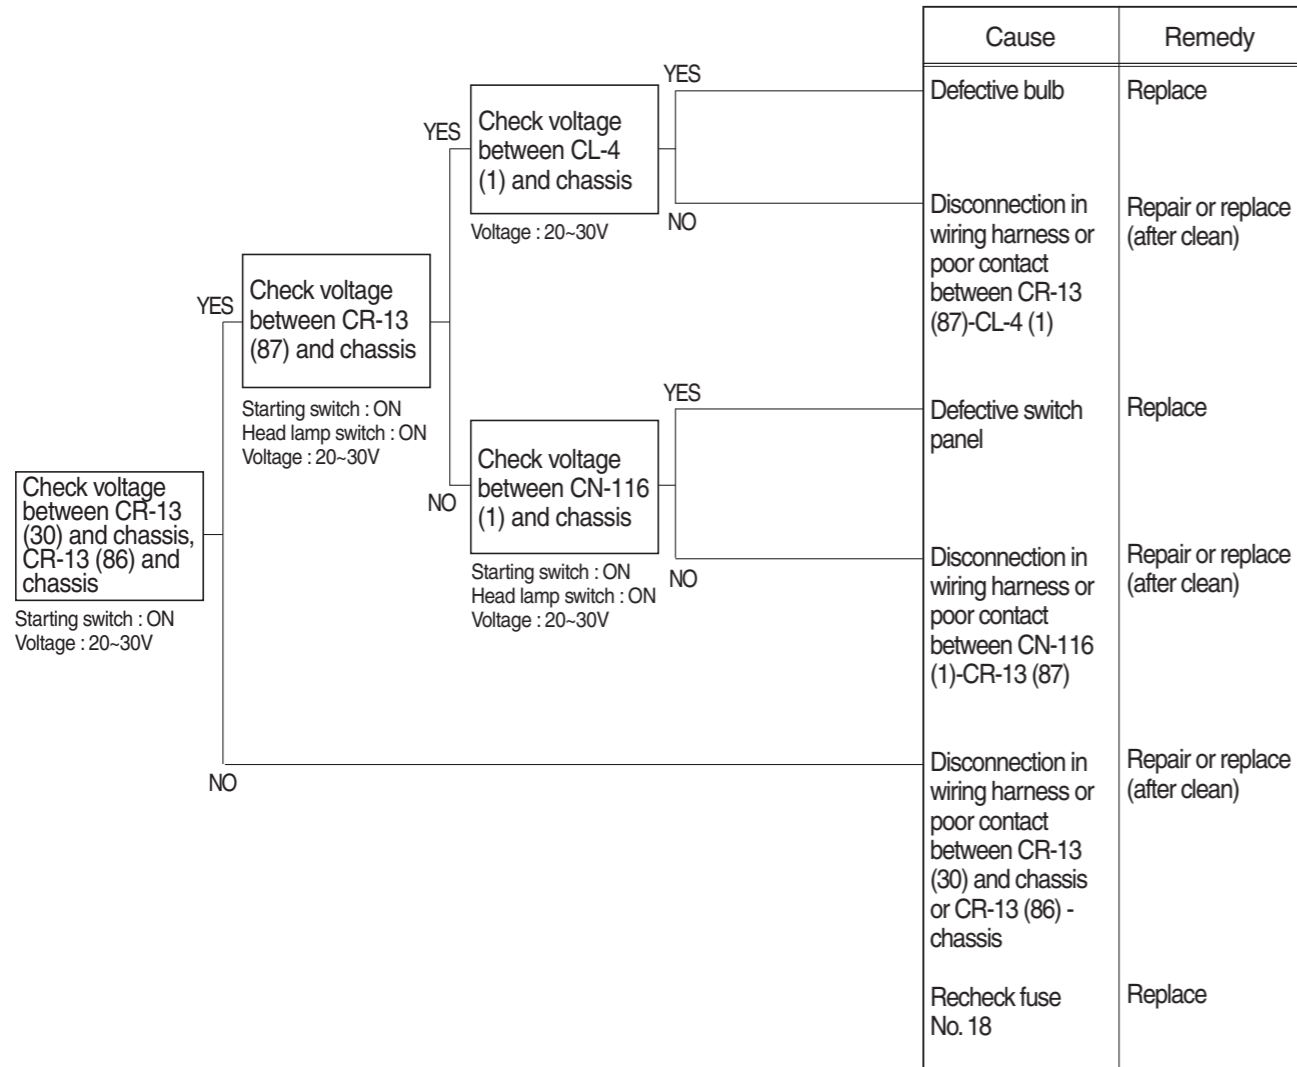 Cause
Remedy
YES
Defective bulb
Replace
YES
Check voltage
between CL-4
(1) and chassis
Voltage : 20~30V
NO
Disconnection in
wiring harness or
poor contact
between CR-13
(87)-CL-4 (1)
Repair or replace
(after clean)
YES
Check voltage
between CR-13
(87) and chassis
Starting switch : ON
Head lamp switch : ON
Voltage : 20~30V
YES
Defective switch
panel
Replace
NO
Check voltage
between CN-116
(1) and chassis
Starting switch : ON
Head lamp switch : ON
Voltage : 20~30V
NO
Disconnection in
wiring harness or
poor contact
between CN-116
(1)-CR-13 (87)
Repair or replace
(after clean)
Check voltage
between CR-13
(30) and chassis,
CR-13 (86) and
chassis
Starting switch : ON
Voltage : 20~30V
NO
Disconnection in
wiring harness or
poor contact
between CR-13
(30) and chassis
or CR-13 (86) -
chassis
Repair or replace
(after clean)
Recheck fuse
No. 18
Replace